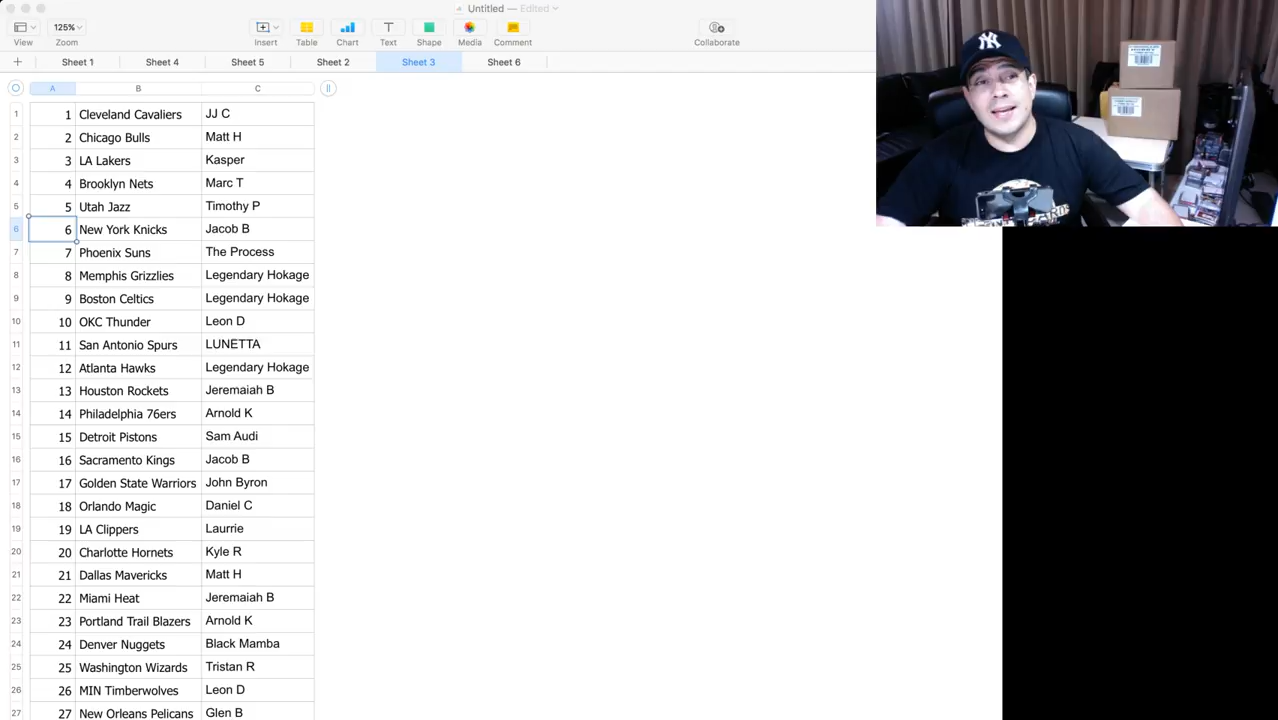 Untitled — Edited
View
125%
Zoom
Insert
Table
Chart
Text
Shape
Media
Comment
Collaborate
Sheet 1
Sheet 4
Sheet 5
Sheet 2
Sheet 3
Sheet 6
A B C
1 1 Cleveland Cavaliers JJ C
2 2 Chicago Bulls Matt H
3 3 LA Lakers Kasper
4 4 Brooklyn Nets Marc T
5 5 Utah Jazz Timothy P
6 6 New York Knicks Jacob B
7 7 Phoenix Suns The Process
8 8 Memphis Grizzlies Legendary Hokage
9 9 Boston Celtics Legendary Hokage
10 10 OKC Thunder Leon D
11 11 San Antonio Spurs LUNETTA
12 12 Atlanta Hawks Legendary Hokage
13 13 Houston Rockets Jeremaiah B
14 14 Philadelphia 76ers Arnold K
15 15 Detroit Pistons Sam Audi
16 16 Sacramento Kings Jacob B
17 17 Golden State Warriors John Byron
18 18 Orlando Magic Daniel C
19 19 LA Clippers Laurrie
20 20 Charlotte Hornets Kyle R
21 21 Dallas Mavericks Matt H
22 22 Miami Heat Jeremaiah B
23 23 Portland Trail Blazers Arnold K
24 24 Denver Nuggets Black Mamba
25 25 Washington Wizards Tristan R
26 26 MIN Timberwolves Leon D
27 27 New Orleans Pelicans Glen B
NY